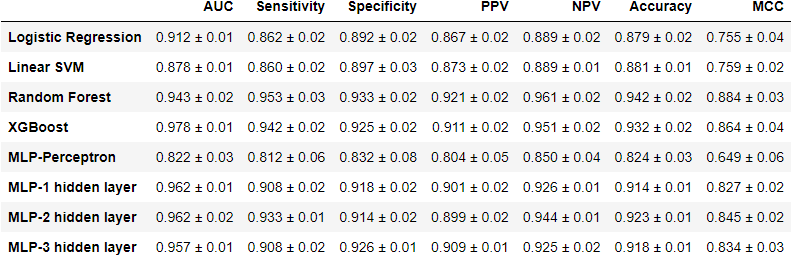 AUC Sensitivity Specificity PPV NPV Accuracy MCC
Logistic Regression 0.912 ± 0.01 0.862 ± 0.02 0.892 ± 0.02 0.867 ± 0.02 0.889 ± 0.02 0.879 ± 0.02 0.755 ± 0.04
Linear SVM 0.878 ± 0.01 0.860 ± 0.02 0.897 ± 0.03 0.873 ± 0.02 0.889 ± 0.01 0.881 ± 0.01 0.759 ± 0.02
Random Forest 0.943 ± 0.02 0.953 ± 0.03 0.933 ± 0.02 0.921 ± 0.02 0.961 ± 0.02 0.942 ± 0.02 0.884 ± 0.03
XGBoost 0.978 ± 0.01 0.942 ± 0.02 0.925 ± 0.02 0.911 ± 0.02 0.951 ± 0.02 0.932 ± 0.02 0.864 ± 0.04
MLP-Perceptron 0.822 ± 0.03 0.812 ± 0.06 0.832 ± 0.08 0.804 ± 0.05 0.850 ± 0.04 0.824 ± 0.03 0.649 ± 0.06
MLP-1 hidden layer 0.962 ± 0.01 0.908 ± 0.02 0.918 ± 0.02 0.901 ± 0.02 0.926 ± 0.01 0.914 ± 0.01 0.827 ± 0.02
MLP-2 hidden layer 0.962 ± 0.02 0.933 ± 0.01 0.914 ± 0.02 0.899 ± 0.02 0.944 ± 0.01 0.923 ± 0.01 0.845 ± 0.02
MLP-3 hidden layer 0.957 ± 0.01 0.908 ± 0.02 0.926 ± 0.01 0.909 ± 0.01 0.925 ± 0.02 0.918 ± 0.01 0.834 ± 0.03